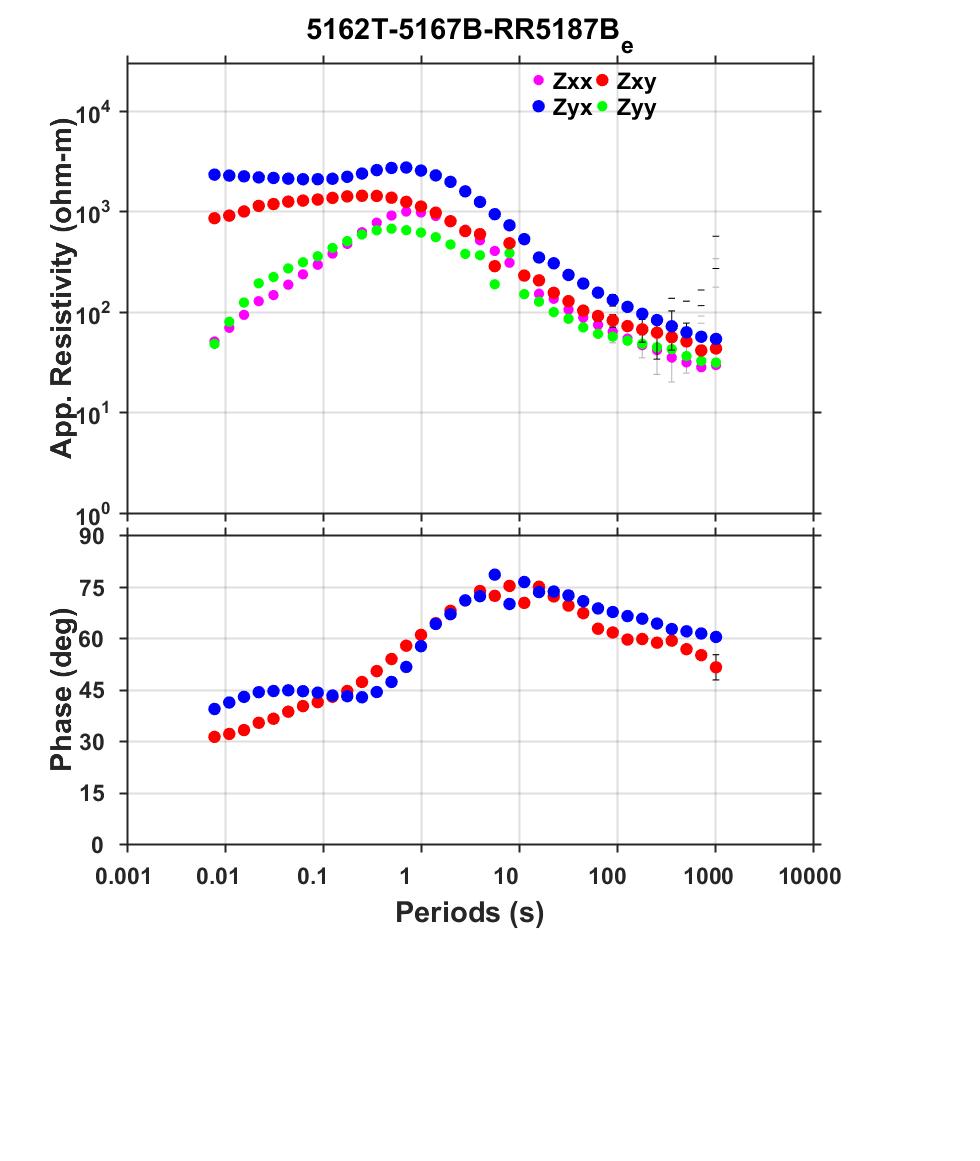 5162T-5167B-RR5187Be
Zxx Zxy
Zyx Zyy
App. Resistivity (ohm-m)
10^4
10^3
10^2
10^1
10^0
Phase (deg)
90
75
60
45
30
15
0
0.001 0.01 0.1 1 10 100 1000 10000
Periods (s)